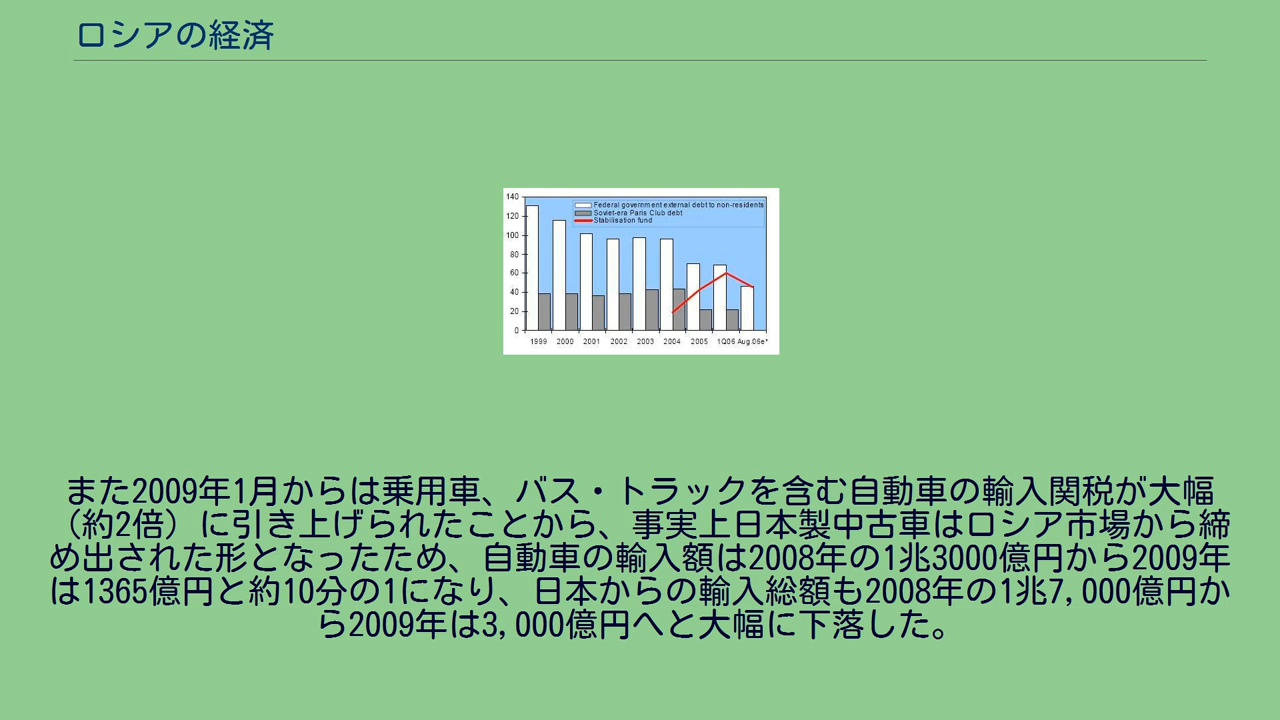 ロシアの経済
140
120
100
80
60
40
20
0
Federal government external debt to non-residents
Soviet-era Paris Club debt
Stabilisation fund
1999 2000 2001 2002 2003 2004 2005 1Q06 Aug.06e*
また2009年1月からは乗用車、バス・トラックを含む自動車の輸入関税が大幅
（約2倍）に引き上げられたことから、事実上日本製中古車はロシア市場から締
め出された形となったため、自動車の輸入額は2008年の1兆3000億円から2009年
は1365億円と約10分の1になり、日本からの輸入総額も2008年の1兆7,000億円か
ら2009年は3,000億円へと大幅に下落した。